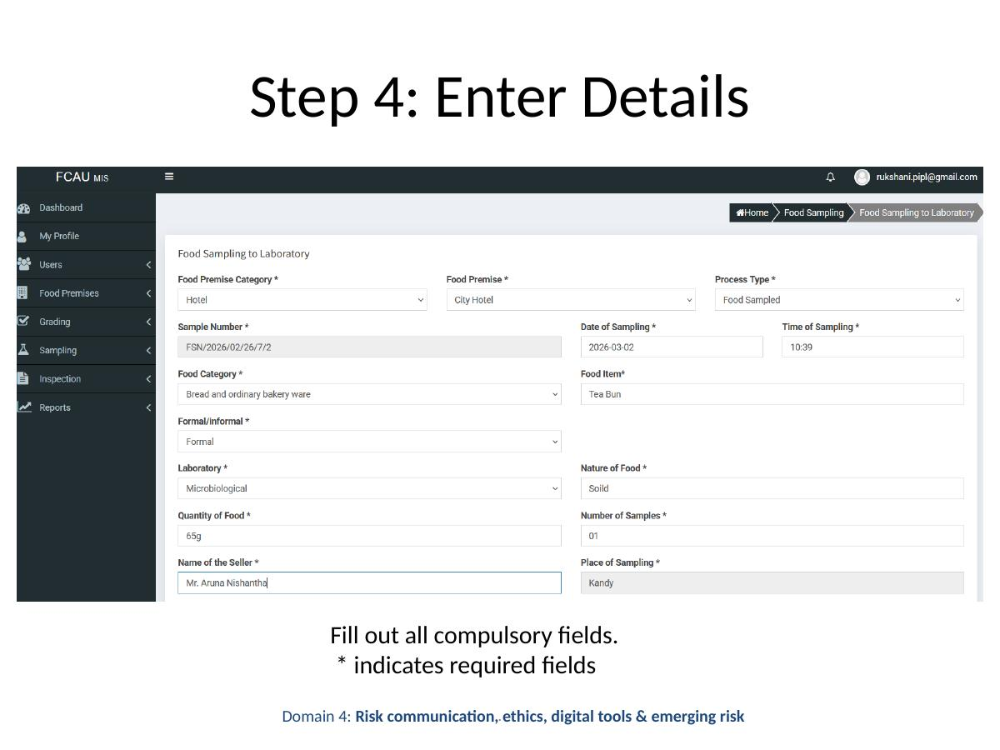 Step 4: Enter Details
FCAU MIS
rukshani.pipl@gmail.com
Dashboard
My Profile
Users
Food Premises
Grading
Sampling
Inspection
Reports
Home Food Sampling Food Sampling to Laboratory
Food Sampling to Laboratory
Food Premise Category * Food Premise * Process Type *
Hotel City Hotel Food Sampled
Sample Number * Date of Sampling * Time of Sampling *
FSN/2026/02/26/7/2 2026-03-02 10:39
Food Category * Food Item*
Bread and ordinary bakery ware Tea Bun
Formal/informal *
Formal
Laboratory * Nature of Food *
Microbiological Soild
Quantity of Food * Number of Samples *
65g 01
Name of the Seller * Place of Sampling *
Mr. Aruna Nishantha Kandy
Fill out all compulsory fields.
* indicates required fields
Domain 4: Risk communication, ethics, digital tools & emerging risk